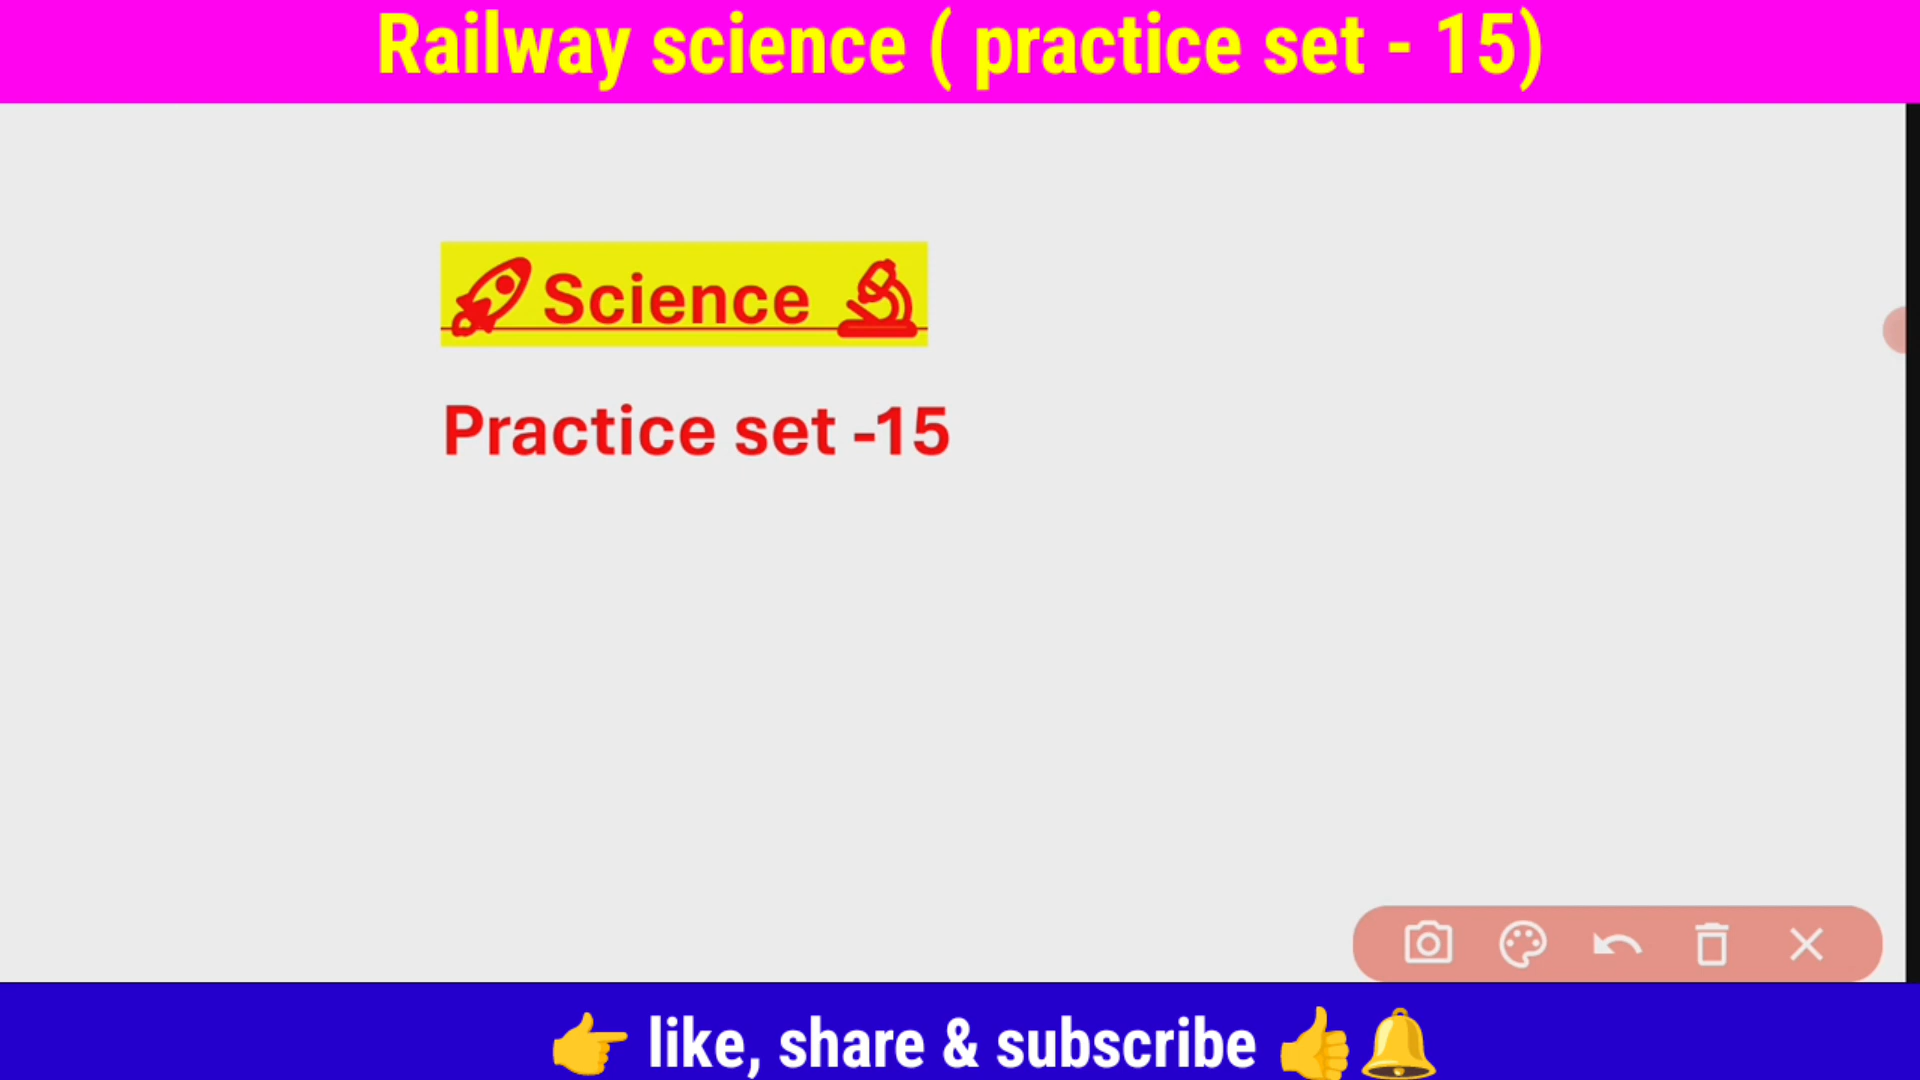 Railway science ( practice set - 15)
🚀Science 🔬
Practice set -15
👉 like, share & subscribe 👍🔔